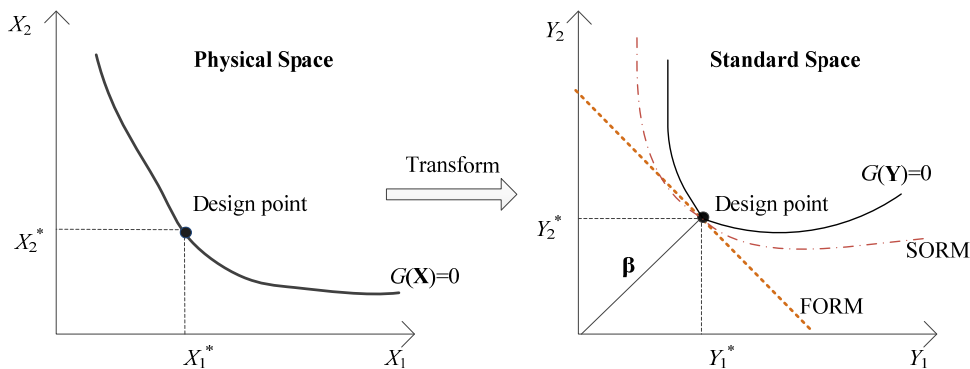 X₂
Physical Space
Design point
X₂*
G(X)=0
X₁*
X₁
Transform
Y₂
Standard Space
G(Y)=0
Design point
Y₂*
SORM
β
FORM
Y₁*
Y₁